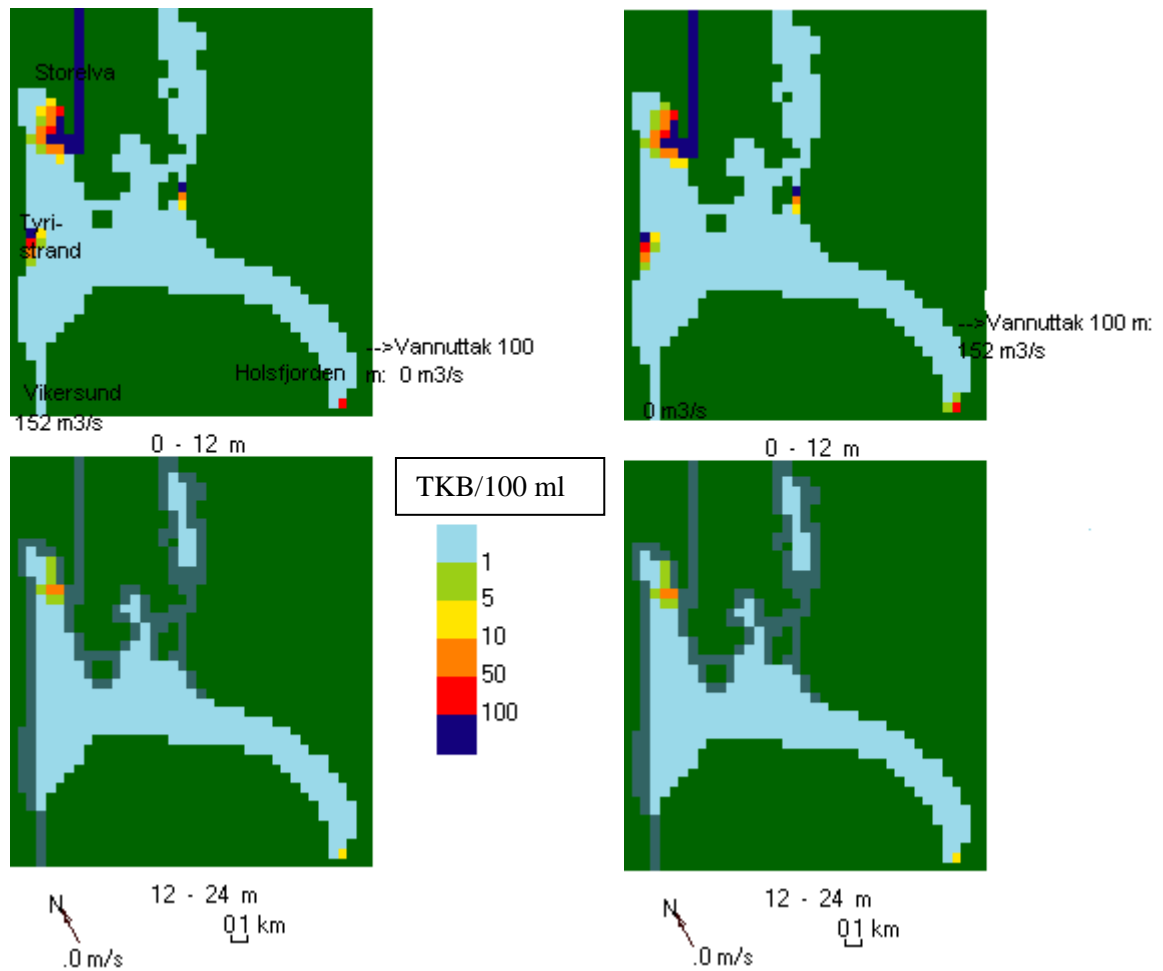 Storelva
Tyri-
strand
-->Vannuttak 100
m: 0 m3/s
Holsfjorden
Vikersund
152 m3/s
0 - 12 m
-->Vannuttak 100 m:
152 m3/s
0 m3/s
0 - 12 m
TKB/100 ml
1
5
10
50
100
12 - 24 m
N
01 km
.0 m/s
12 - 24 m
N
01 km
.0 m/s